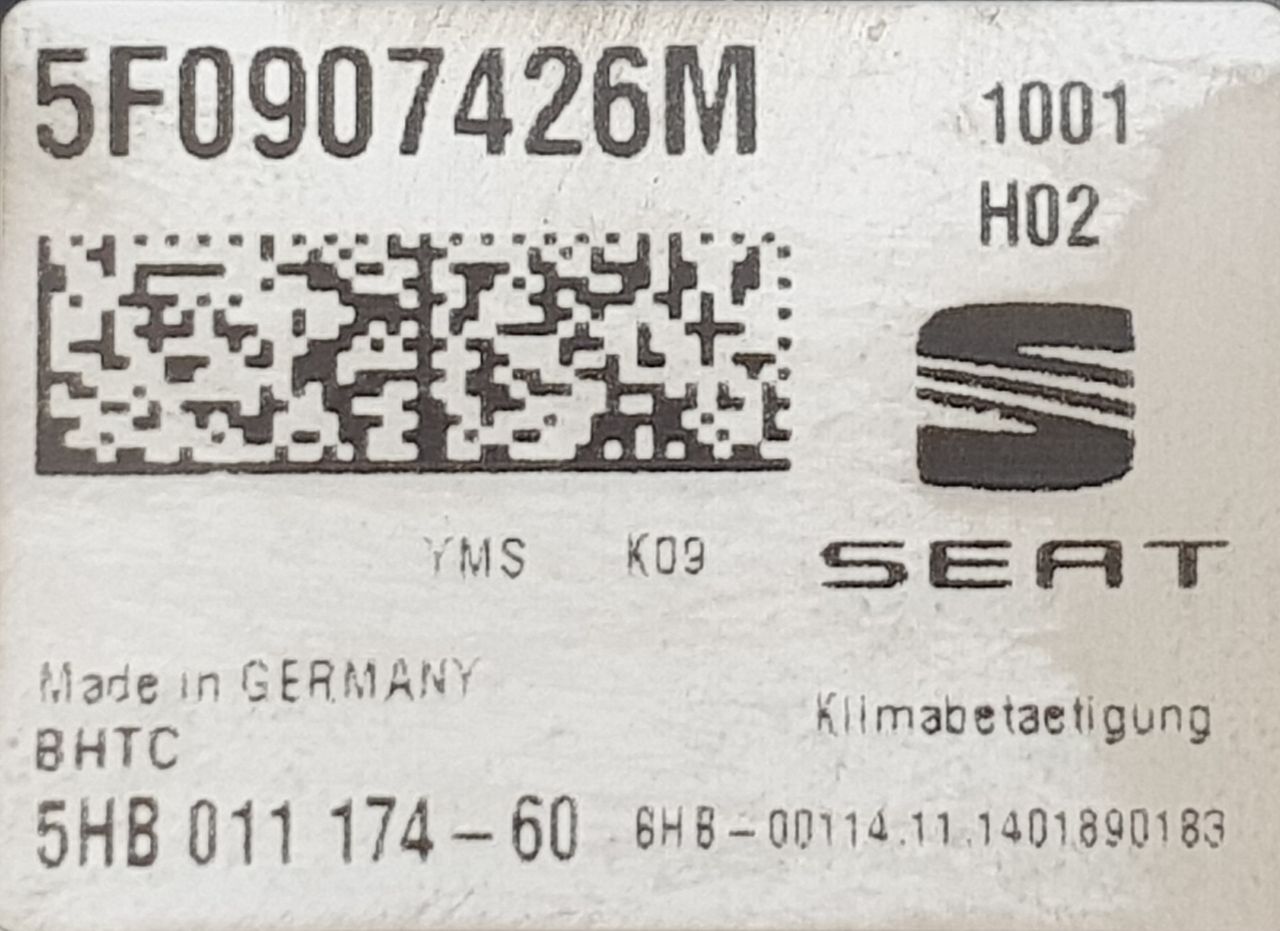 5F0907426M
1001
H02
YMS K09
SEAT
Made in GERMANY
BHTC
Klimabetaetigung
5HB 011 174-60
6HB-00114.11.1401890183